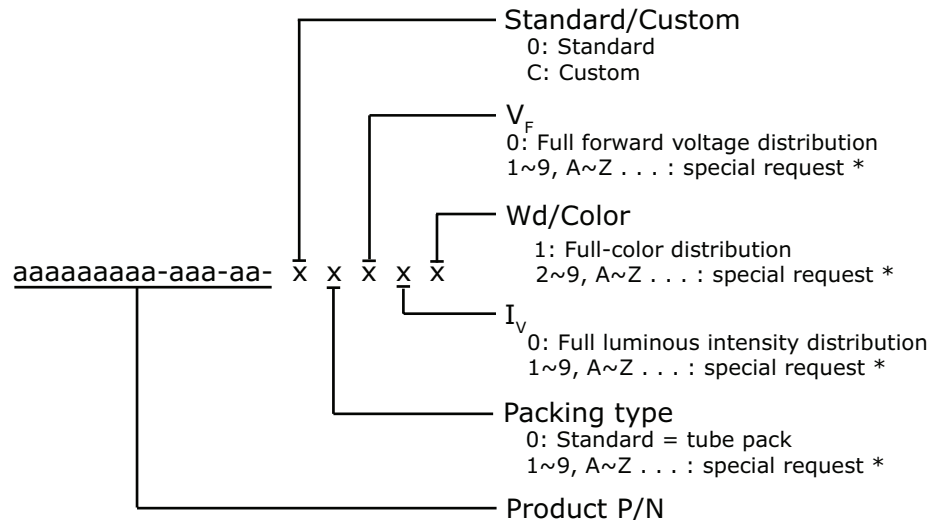 Standard/Custom
0: Standard
C: Custom
VF
0: Full forward voltage distribution
1~9, A~Z . . . : special request *
Wd/Color
1: Full-color distribution
2~9, A~Z . . . : special request *
aaaaaaaaa-aaa-aa- x x x x x
IV
0: Full luminous intensity distribution
1~9, A~Z . . . : special request *
Packing type
0: Standard = tube pack
1~9, A~Z . . . : special request *
Product P/N